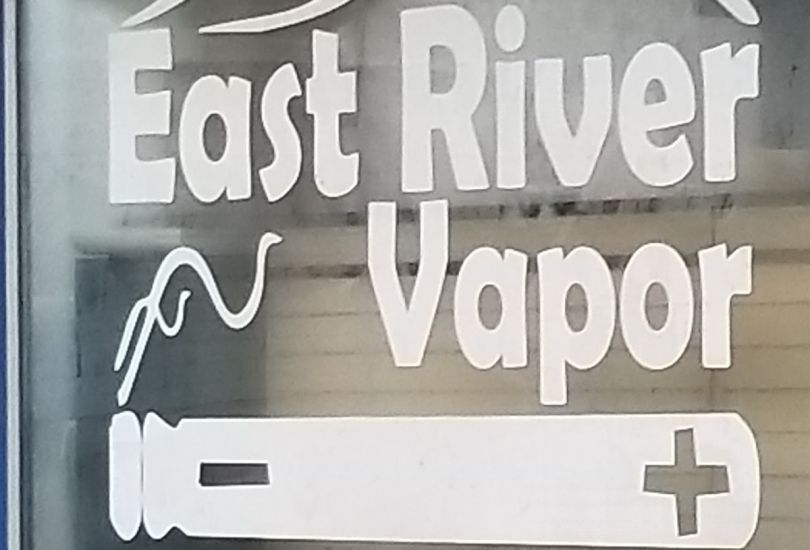 East River
Vapor
- +